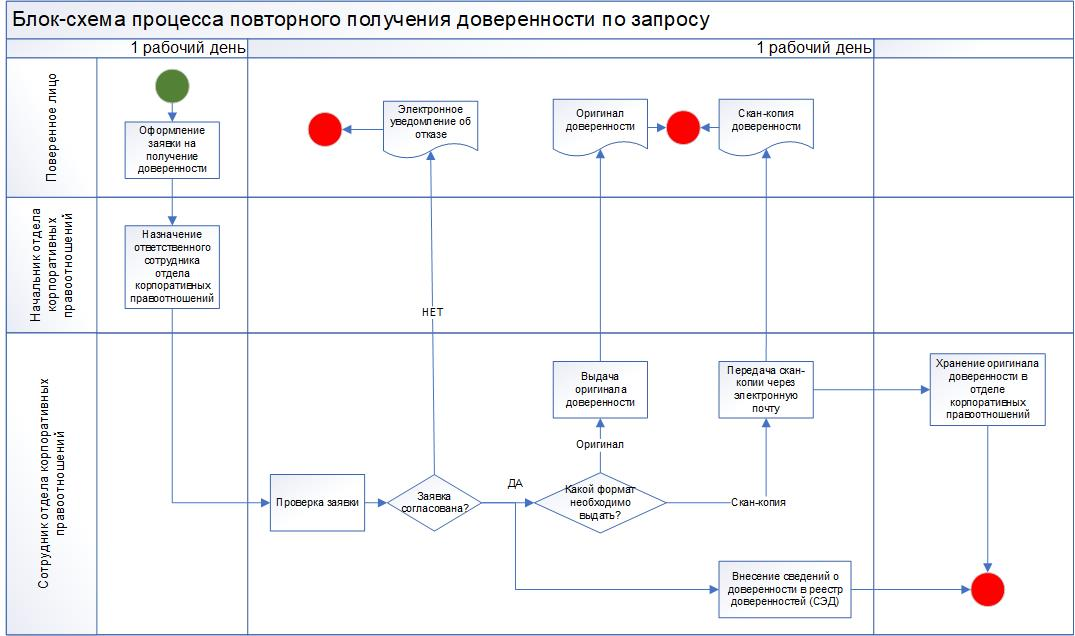 Блок-схема процесса повторного получения доверенности по запросу
1 рабочий день
1 рабочий день
Поверенное лицо
Оформление
заявки на
получение
доверенности
Электронное
уведомление об
отказе
Оригинал
доверенности
Скан-копия
доверенности
Начальник отдела
корпоративных
правоотношений
Назначение
ответственного
сотрудника
отдела
корпоративных
правоотношений
НЕТ
Сотрудник отдела корпоративных
правоотношений
Проверка заявки
Заявка
согласована?
ДА
Какой формат
необходимо
выдать?
Оригинал
Выдача
оригинала
доверенности
Скан-копия
Передача скан-
копии через
электронную
почту
Хранение оригинала
доверенности в
отделе
корпоративных
правоотношений
Внесение сведений о
доверенности в реестр
доверенностей (СЭД)